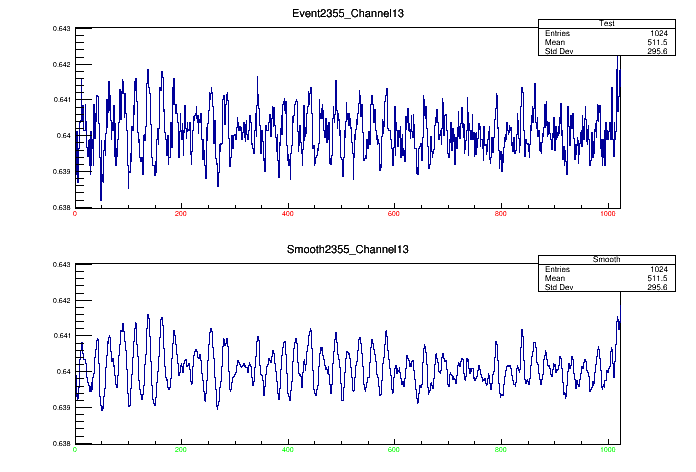 Event2355_Channel13
Test
Entries 1024
Mean 511.5
Std Dev 295.6
0.643
0.642
0.641
0.64
0.639
0.638
0 200 400 600 800 1000
Smooth2355_Channel13
Smooth
Entries 1024
Mean 511.5
Std Dev 295.6
0.643
0.642
0.641
0.64
0.639
0.638
0 200 400 600 800 1000